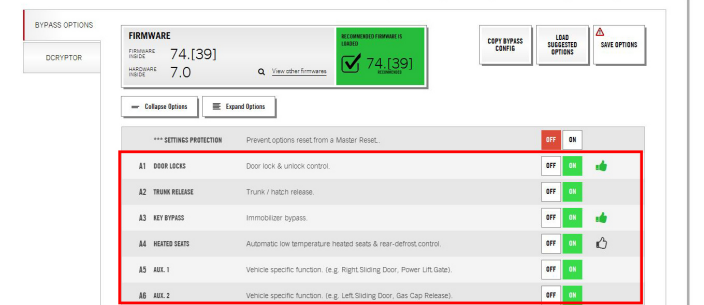 BYPASS OPTIONS
DCRYPTOR
FIRMWARE
FIRMWARE INSIDE 74.[39]
HARDWARE INSIDE 7.0
View other firmwares
RECOMMENDED FIRMWARE IS LOADED
74.[39]
RECOMMENDED
COPY BYPASS CONFIG
LOAD SUGGESTED OPTIONS
SAVE OPTIONS
Collapse Options
Expand Options
*** SETTINGS PROTECTION Prevent options reset from a Master Reset. OFF ON
A1 DOOR LOCKS Door lock & unlock control. OFF ON
A2 TRUNK RELEASE Trunk / hatch release. OFF ON
A3 KEY BYPASS Immobilizer bypass OFF ON
A4 HEATED SEATS Automatic low temperature heated seats & rear-defrost control. OFF ON
A5 AUX. 1 Vehicle specific function. (e.g. Right Sliding Door, Power Lift Gate). OFF ON
A6 AUX. 2 Vehicle specific function. (e.g. Left Sliding Door, Gas Cap Release). OFF ON